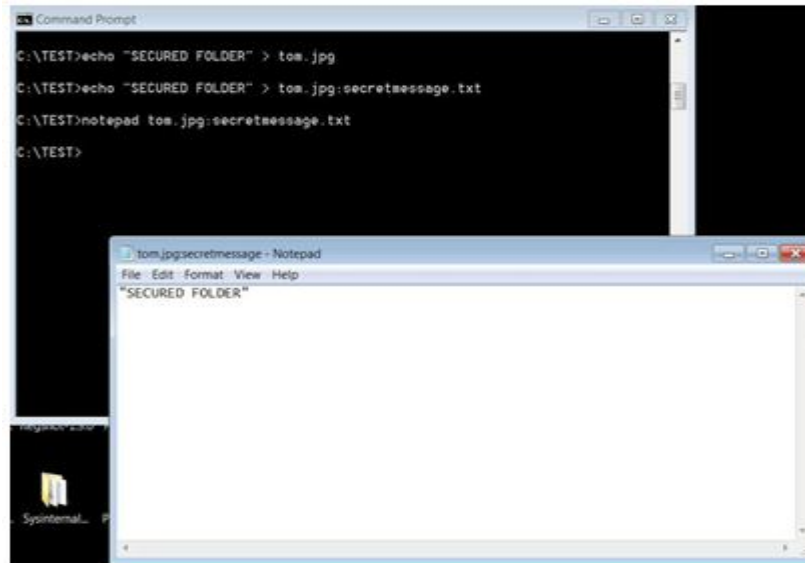 Command Prompt
C:\TEST>echo "SECURED FOLDER" > tom.jpg
C:\TEST>echo "SECURED FOLDER" > tom.jpg:secretmessage.txt
C:\TEST>notepad tom.jpg:secretmessage.txt
C:\TEST>
tom.jpg:secretmessage - Notepad
File Edit Format View Help
"SECURED FOLDER"
Sysinternal... P